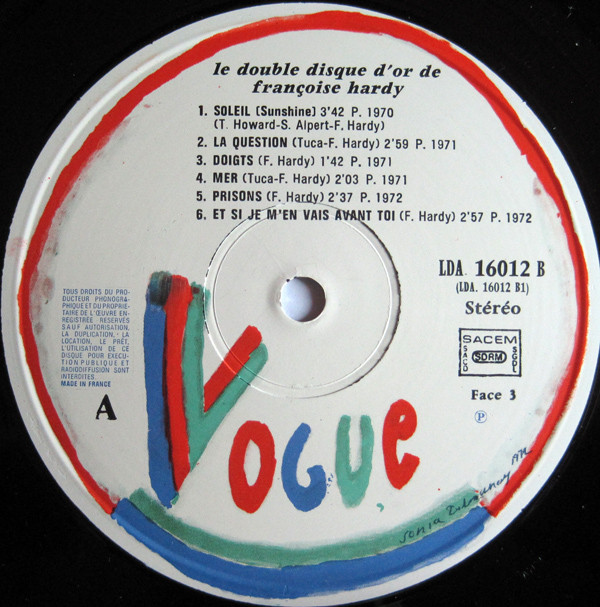 le double disque d'or de
françoise hardy
1. SOLEIL (Sunshine) 3'42 P. 1970
(T. Howard-S. Alpert-F. Hardy)
2. LA QUESTION (Tuca-F. Hardy) 2'59 P. 1971
3. DOIGTS (F. Hardy) 1'42 P. 1971
4. MER (Tuca-F. Hardy) 2'03 P. 1971
5. PRISONS (F. Hardy) 2'37 P. 1972
6. ET SI JE M'EN VAIS AVANT TOI (F. Hardy) 2'57 P. 1972
LDA. 16012 B
(LDA. 16012 B1)
Stéréo
SACEM
SACD SDRM SGDL
Face 3
℗
TOUS DROITS DU PRO-
DUCTEUR PHONOGRA-
PHIQUE ET DU PROPRIE-
TAIRE DE L'ŒUVRE EN-
REGISTRÉE RESERVES
SAUF AUTORISATION,
LA DUPLICATION, LA
LOCATION, LE PRÊT,
L'UTILISATION DE CE
DISQUE POUR EXECU-
TION PUBLIQUE ET
RADIODIFFUSION SONT
INTERDITES.
MADE IN FRANCE
A
VOGUE
sonia delaunay 1972